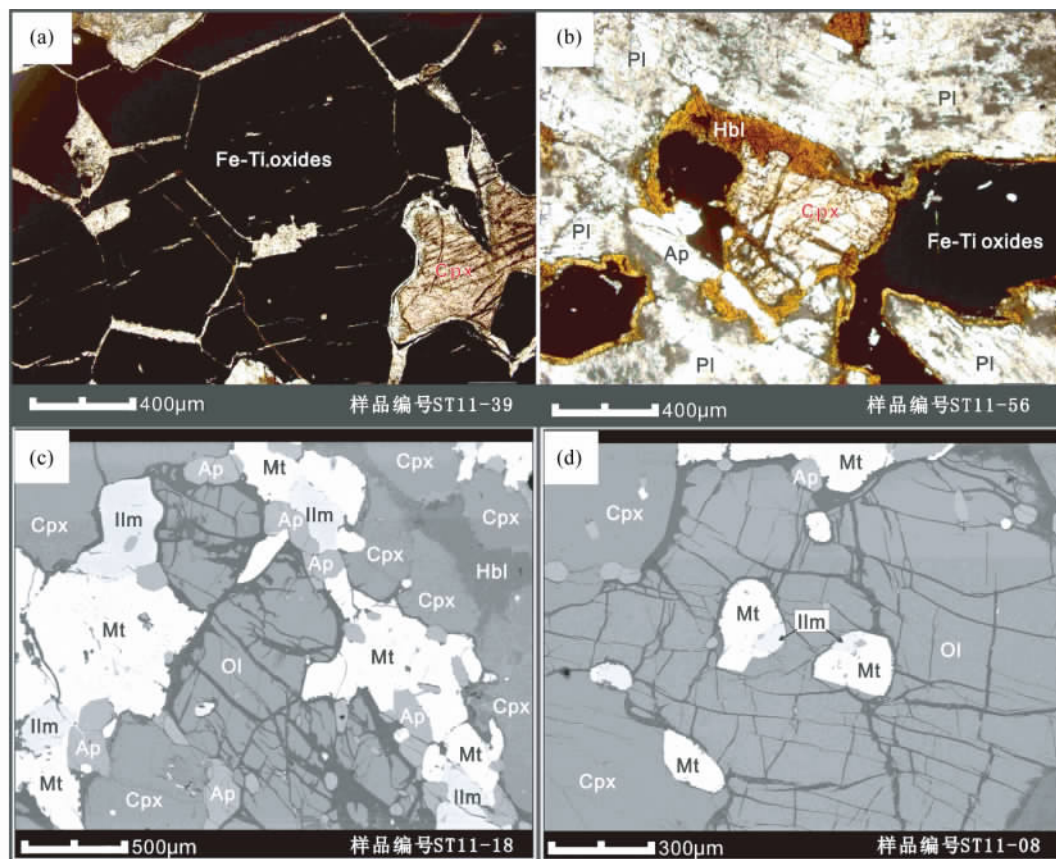 (a)
Fe-Ti.oxides
Cpx
400μm
样品编号ST11-39
(b)
Pl
Pl
Hbl
Pl
Cpx
Ap
Fe-Ti oxides
Pl
Pl
400μm
样品编号ST11-56
(c)
Ap
Mt
Cpx
Cpx
Ilm
Ap
Ilm
Cpx
Cpx
Ap
Hbl
Cpx
Mt
Ol
Mt
Cpx
Ilm
Ap
Ap
Mt
Mt
Cpx
Ap
Ilm
500μm
样品编号ST11-18
(d)
Ap
Mt
Cpx
Mt
Ilm
Mt
Ol
Mt
Cpx
300μm
样品编号ST11-08